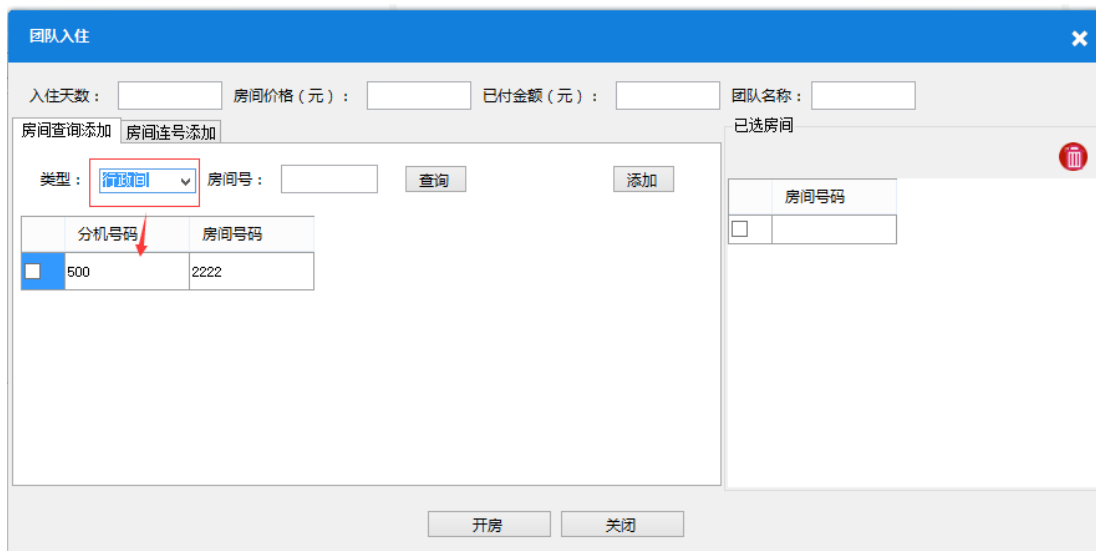 团队入住
入住天数： 房间价格（元）： 已付金额（元）： 团队名称：
房间查询添加 房间连号添加
已选房间
类型： 行政间 房间号： 查询 添加
房间号码
分机号码 房间号码
500 2222
开房 关闭